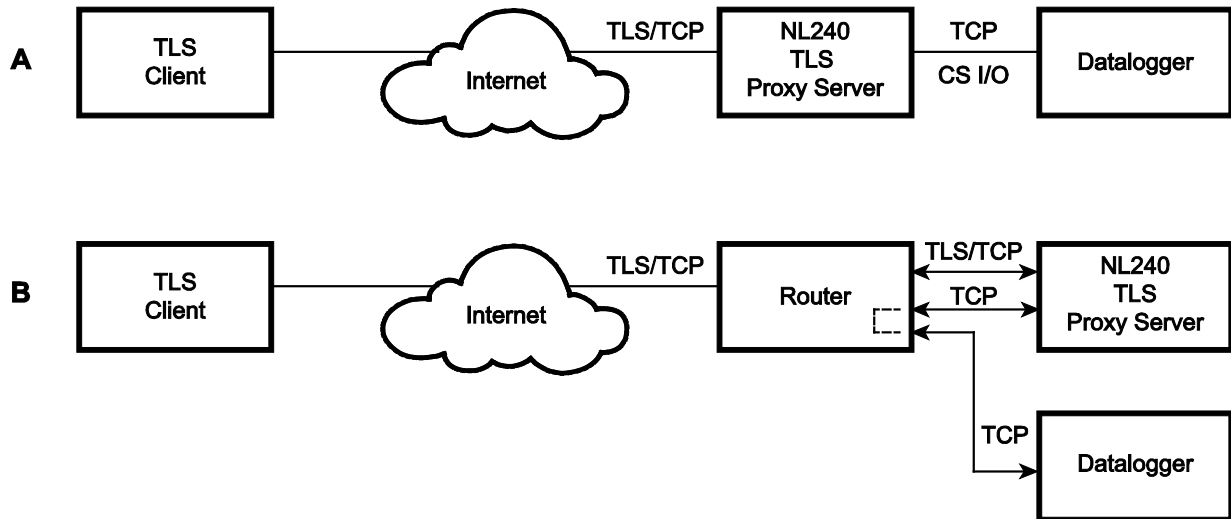 A
TLS
Client
Internet
TLS/TCP
NL240
TLS
Proxy Server
TCP
CS I/O
Datalogger
B
TLS
Client
Internet
TLS/TCP
Router
TLS/TCP
TCP
NL240
TLS
Proxy Server
TCP
Datalogger